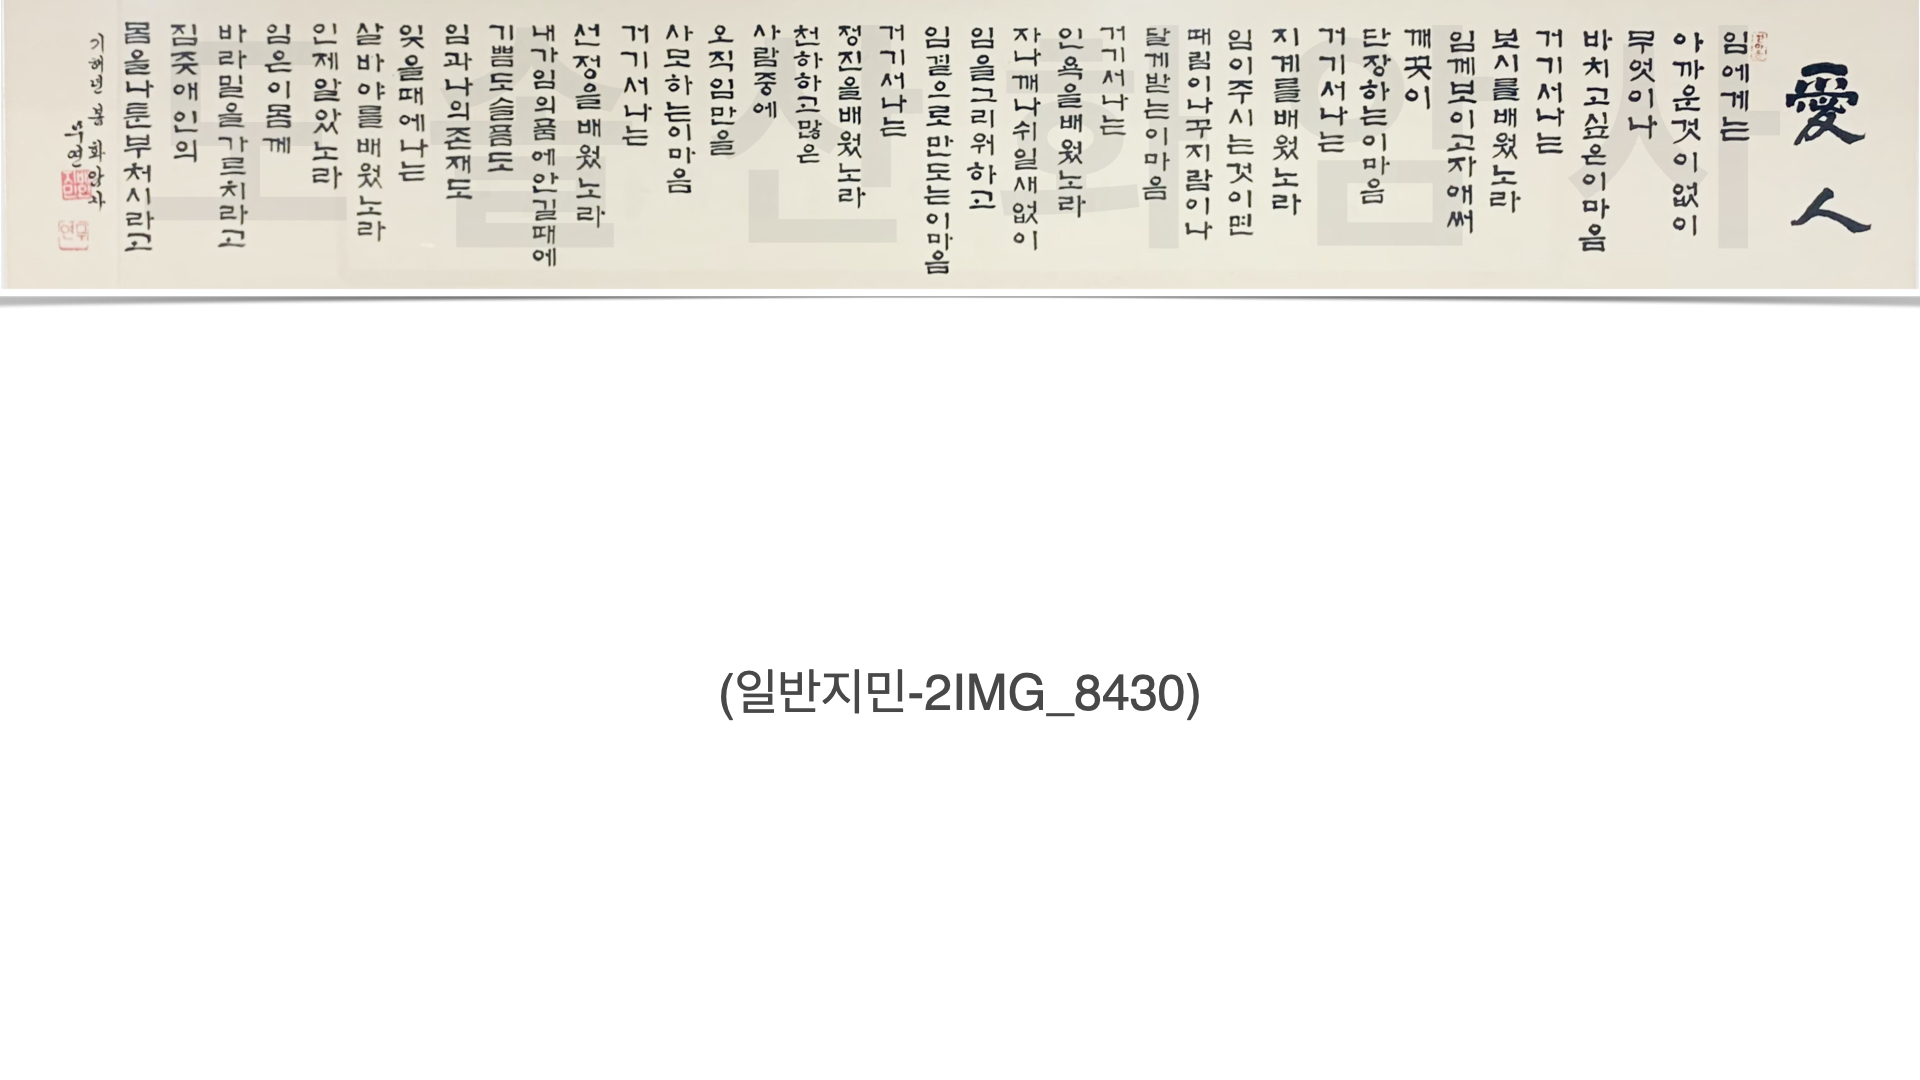 愛人
임에게는
아까운것이없이
무엇이나
바치고싶은이마음
거기서나는
보시를배웠노라
임께보이고자애써
깨끗이
단장하는이마음
거기서나는
지계를배웠노라
임이주시는것이면
때림이나꾸지람이나
달게받는이마음
거기서나는
인욕을배웠노라
자나깨나쉬일새없이
임을그리워하고
임곁으로만도는이마음
거기서나는
정진을배웠노라
천하하고많은
사람중에
오직임만을
사모하는이마음
거기서나는
선정을배웠노라
내가임의품에안길때에
기쁨도슬픔도
임과나의존재도
잊을때에나는
살바야를배웠노라
인제알았노라
임은이몸께
바라밀을가르치라고
짐짓애인의
몸을나툰부처시라고
기해년 봄 화암사
우연
도솔산화암사
(일반지민-2IMG_8430)